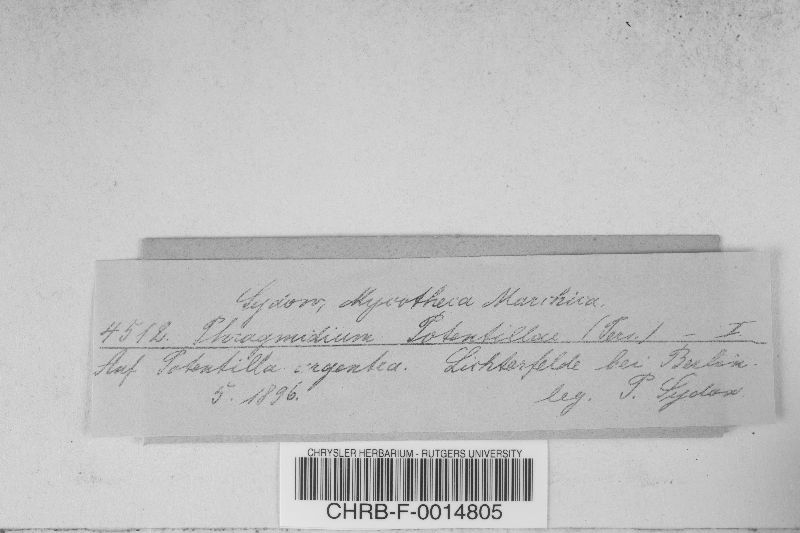 Sydow, Mycotheca Marchica.
4512. Phragmidium Potentillae (Pers.) - I
Auf Potentilla argentea. Lichterfelde bei Berlin.
5. 1896. leg. P. Sydow
CHRYSLER HERBARIUM - RUTGERS UNIVERSITY
CHRB-F-0014805